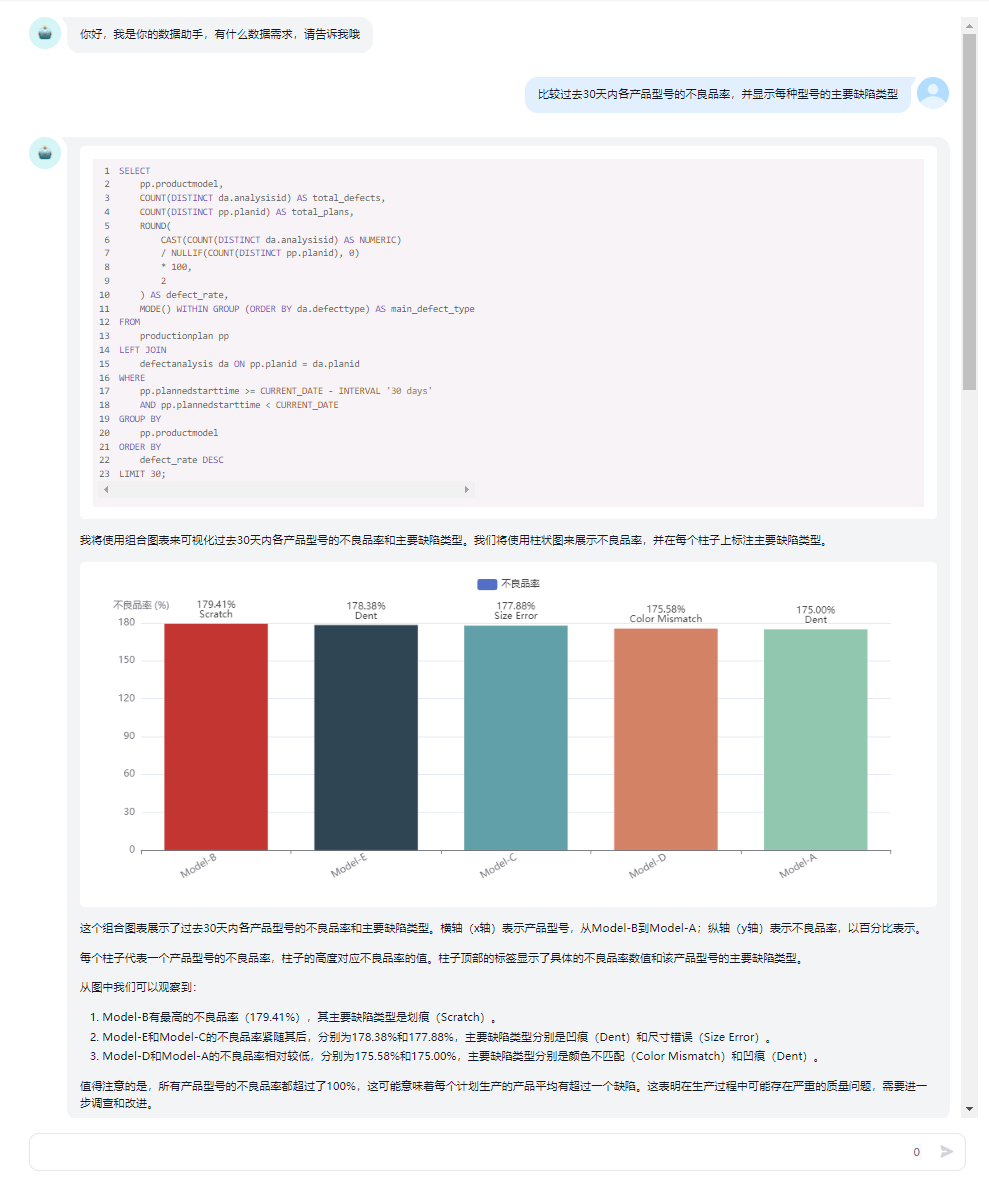 你好，我是你的数据助手，有什么数据需求，请告诉我哦
比较过去30天内各产品型号的不良品率，并显示每种型号的主要缺陷类型
1 SELECT
2 pp.productmodel,
3 COUNT(DISTINCT da.analysisid) AS total_defects,
4 COUNT(DISTINCT pp.planid) AS total_plans,
5 ROUND(
6 CAST(COUNT(DISTINCT da.analysisid) AS NUMERIC)
7 / NULLIF(COUNT(DISTINCT pp.planid), 0)
8 * 100,
9 2
10 ) AS defect_rate,
11 MODE() WITHIN GROUP (ORDER BY da.defecttype) AS main_defect_type
12 FROM
13 productionplan pp
14 LEFT JOIN
15 defectanalysis da ON pp.planid = da.planid
16 WHERE
17 pp.plannedstarttime >= CURRENT_DATE - INTERVAL '30 days'
18 AND pp.plannedstarttime < CURRENT_DATE
19 GROUP BY
20 pp.productmodel
21 ORDER BY
22 defect_rate DESC
23 LIMIT 30;
我将使用组合图表来可视化过去30天内各产品型号的不良品率和主要缺陷类型。我们将使用柱状图来展示不良品率，并在每个柱子上标注主要缺陷类型。
不良品率
不良品率 (%)
179.41%
Scratch
178.38%
Dent
177.88%
Size Error
175.58%
Color Mismatch
175.00%
Dent
180
150
120
90
60
30
0
Model-B
Model-E
Model-C
Model-D
Model-A
这个组合图表展示了过去30天内各产品型号的不良品率和主要缺陷类型。横轴（x轴）表示产品型号，从Model-B到Model-A；纵轴（y轴）表示不良品率，以百分比表示。
每个柱子代表一个产品型号的不良品率，柱子的高度对应不良品率的值。柱子顶部的标签显示了具体的不良品率数值和该产品型号的主要缺陷类型。
从图中我们可以观察到：
1. Model-B有最高的不良品率（179.41%），其主要缺陷类型是划痕（Scratch）。
2. Model-E和Model-C的不良品率紧随其后，分别为178.38%和177.88%，主要缺陷类型分别是凹痕（Dent）和尺寸错误（Size Error）。
3. Model-D和Model-A的不良品率相对较低，分别为175.58%和175.00%，主要缺陷类型分别是颜色不匹配（Color Mismatch）和凹痕（Dent）。
值得注意的是，所有产品型号的不良品率都超过了100%，这可能意味着每个计划生产的产品平均有超过一个缺陷。这表明在生产过程中可能存在严重的质量问题，需要进一
步调查和改进。
0